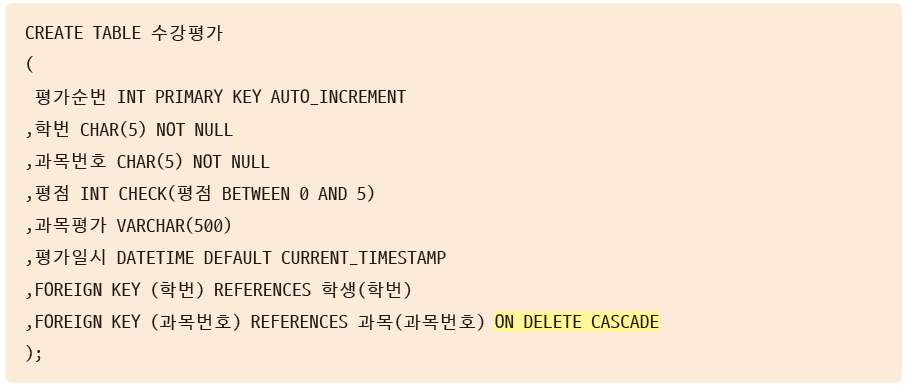 CREATE TABLE 수강평가
(
평가순번 INT PRIMARY KEY AUTO_INCREMENT
,학번 CHAR(5) NOT NULL
,과목번호 CHAR(5) NOT NULL
,평점 INT CHECK(평점 BETWEEN 0 AND 5)
,과목평가 VARCHAR(500)
,평가일시 DATETIME DEFAULT CURRENT_TIMESTAMP
,FOREIGN KEY (학번) REFERENCES 학생(학번)
,FOREIGN KEY (과목번호) REFERENCES 과목(과목번호) ON DELETE CASCADE
);